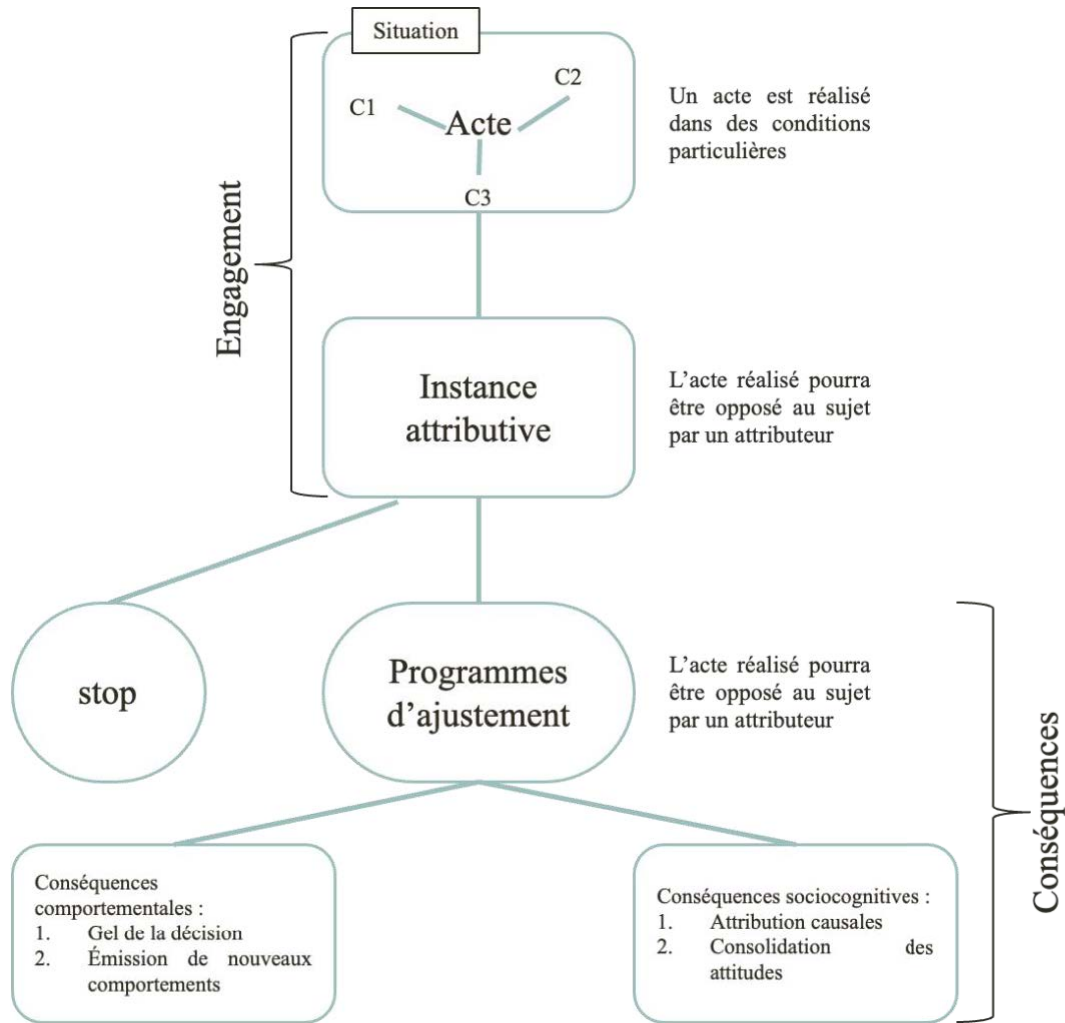 Situation
C1
C2
Acte
C3
Un acte est réalisé
dans des conditions
particulières
Engagement
Instance
attributive
L'acte réalisé pourra
être opposé au sujet
par un attributeur
stop
Programmes
d'ajustement
L'acte réalisé pourra
être opposé au sujet
par un attributeur
Conséquences
Conséquences
comportementales :
1. Gel de la décision
2. Émission de nouveaux
comportements
Conséquences sociocognitives :
1. Attribution causales
2. Consolidation des
attitudes